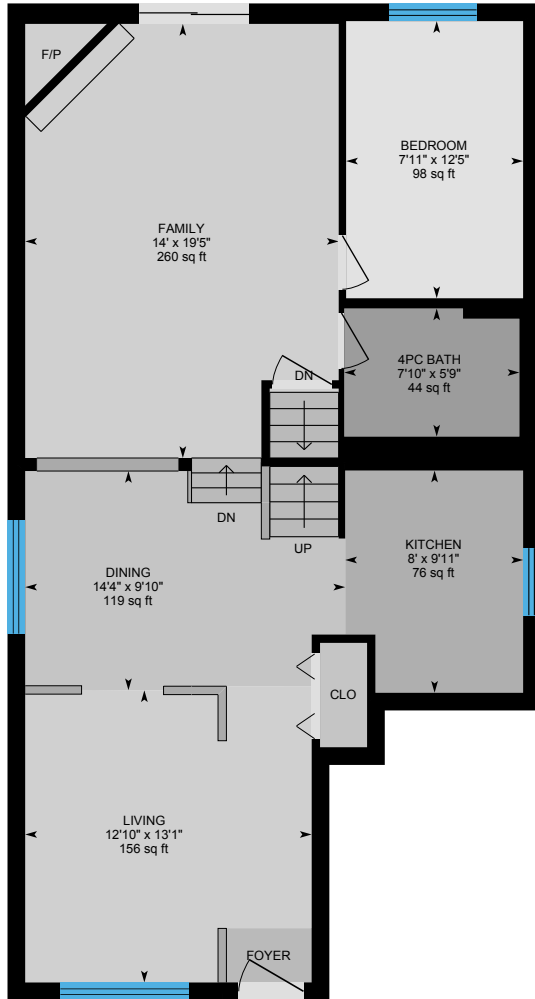 F/P
BEDROOM
7'11" x 12'5"
98 sq ft
FAMILY
14' x 19'5"
260 sq ft
4PC BATH
7'10" x 5'9"
44 sq ft
DN
DN
UP
KITCHEN
8' x 9'11"
76 sq ft
DINING
14'4" x 9'10"
119 sq ft
CLO
LIVING
12'10" x 13'1"
156 sq ft
FOYER